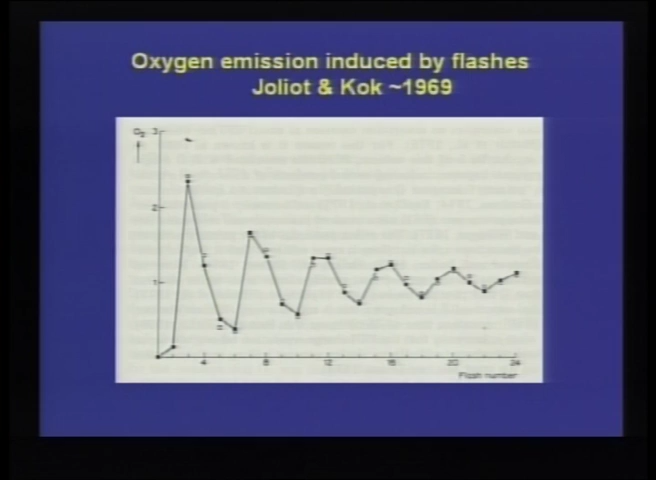 Oxygen emission induced by flashes
Joliot & Kok ~1969
O₂ 3
2
1
4 8 12 16 20 24
Flash number